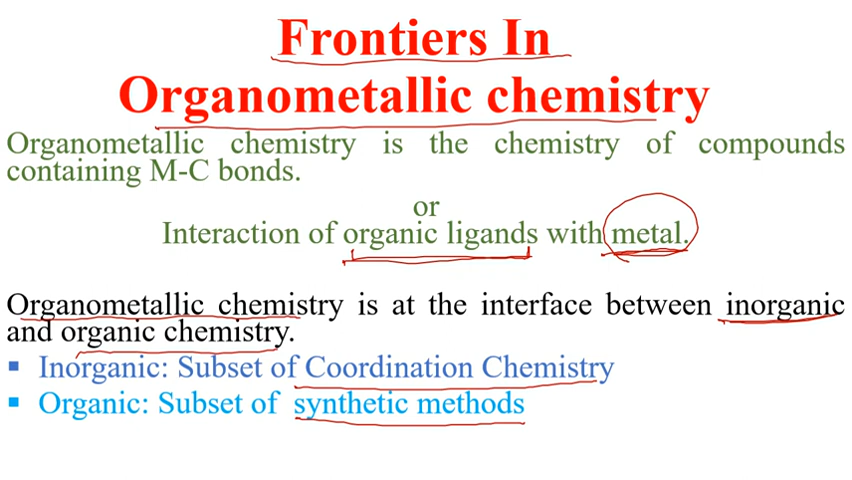 Frontiers In
Organometallic chemistry
Organometallic chemistry is the chemistry of compounds
containing M-C bonds.
or
Interaction of organic ligands with metal.
Organometallic chemistry is at the interface between inorganic
and organic chemistry.
▪ Inorganic: Subset of Coordination Chemistry
▪ Organic: Subset of synthetic methods